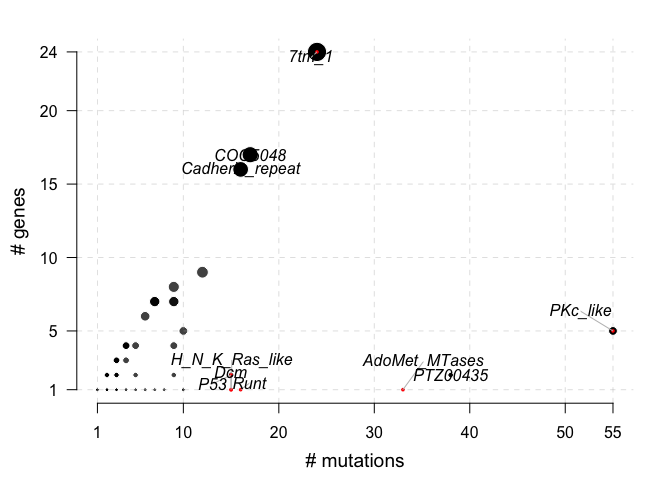 24
7tm_1
20
COG5048
Cadherin_repeat
15
# genes
10
PKc_like
5
H_N_K_Ras_like
AdoMet_MTases
Dcm
PTZ00435
P53 Runt
1
1 10 20 30 40 50 55
# mutations